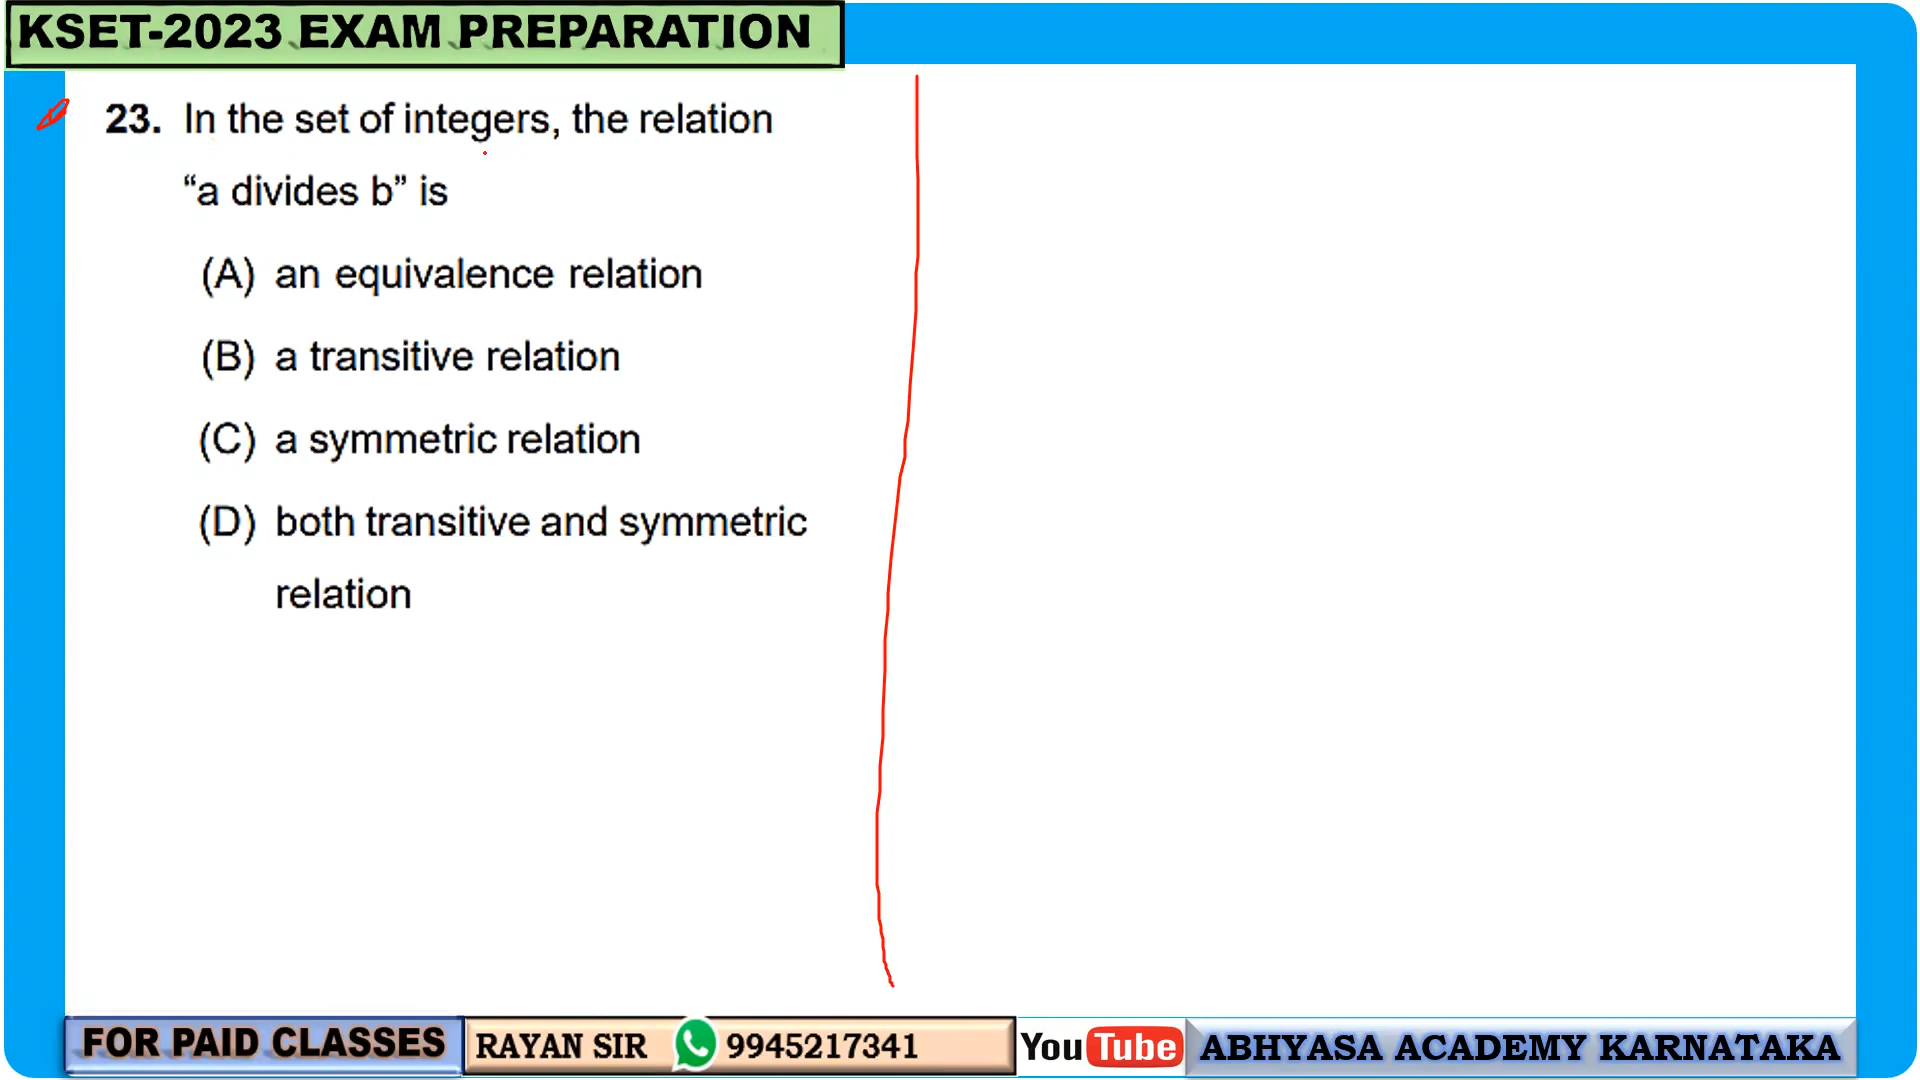 KSET-2023 EXAM PREPARATION
23. In the set of integers, the relation
“a divides b” is
(A) an equivalence relation
(B) a transitive relation
(C) a symmetric relation
(D) both transitive and symmetric
relation
FOR PAID CLASSES RAYAN SIR 9945217341 YouTube ABHYASA ACADEMY KARNATAKA